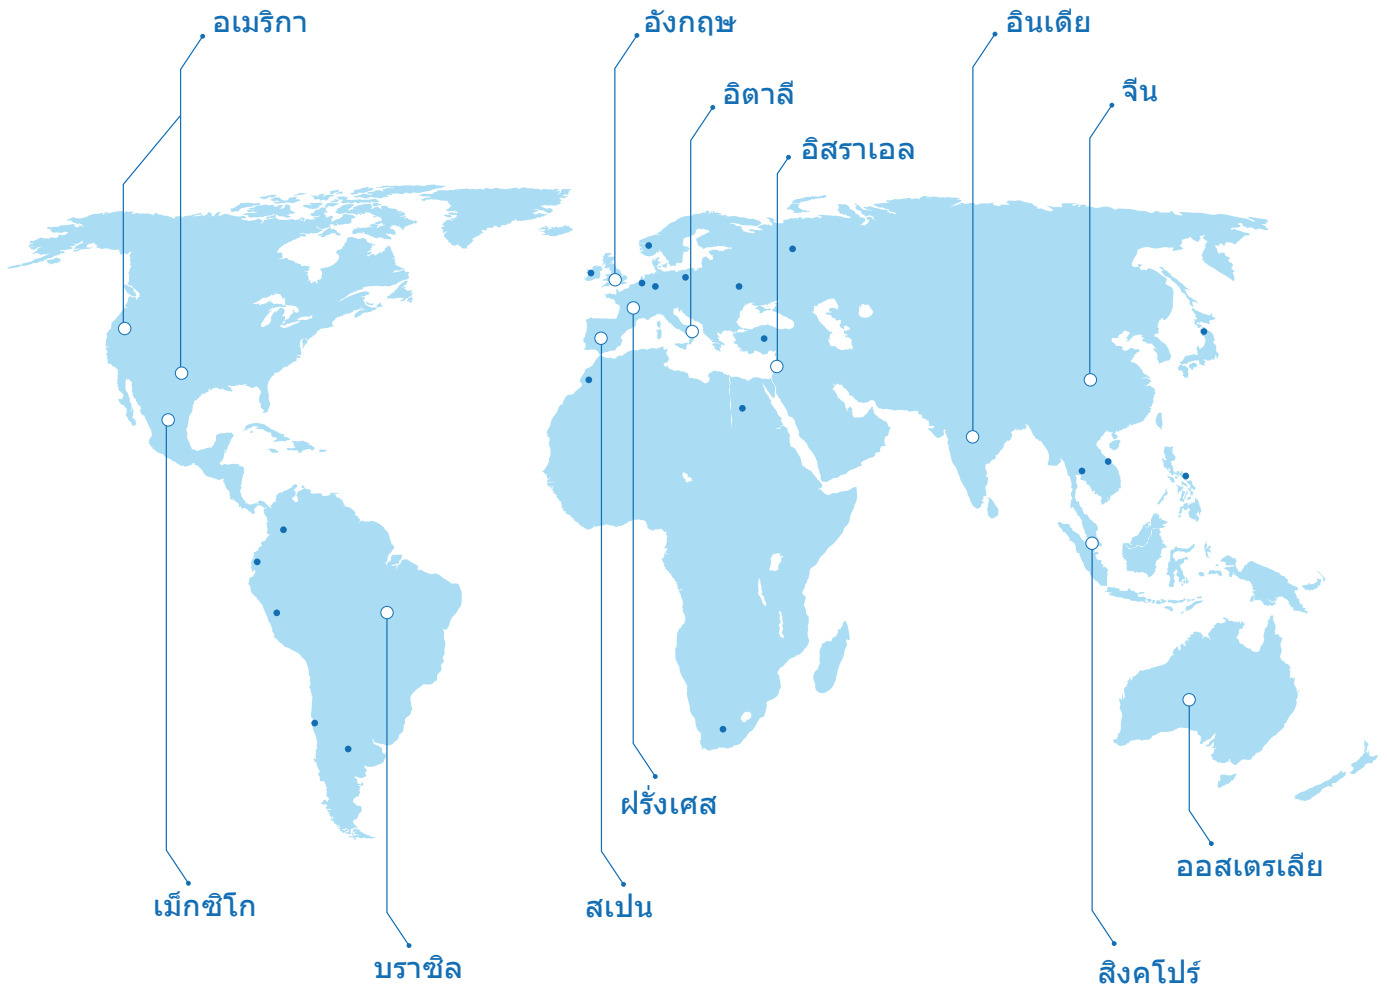 อเมริกา
อังกฤษ
อินเดีย
อิตาลี
จีน
อิสราเอล
ฝรั่งเศส
ออสเตรเลีย
เม็กซิโก
สเปน
บราซิล
สิงคโปร์